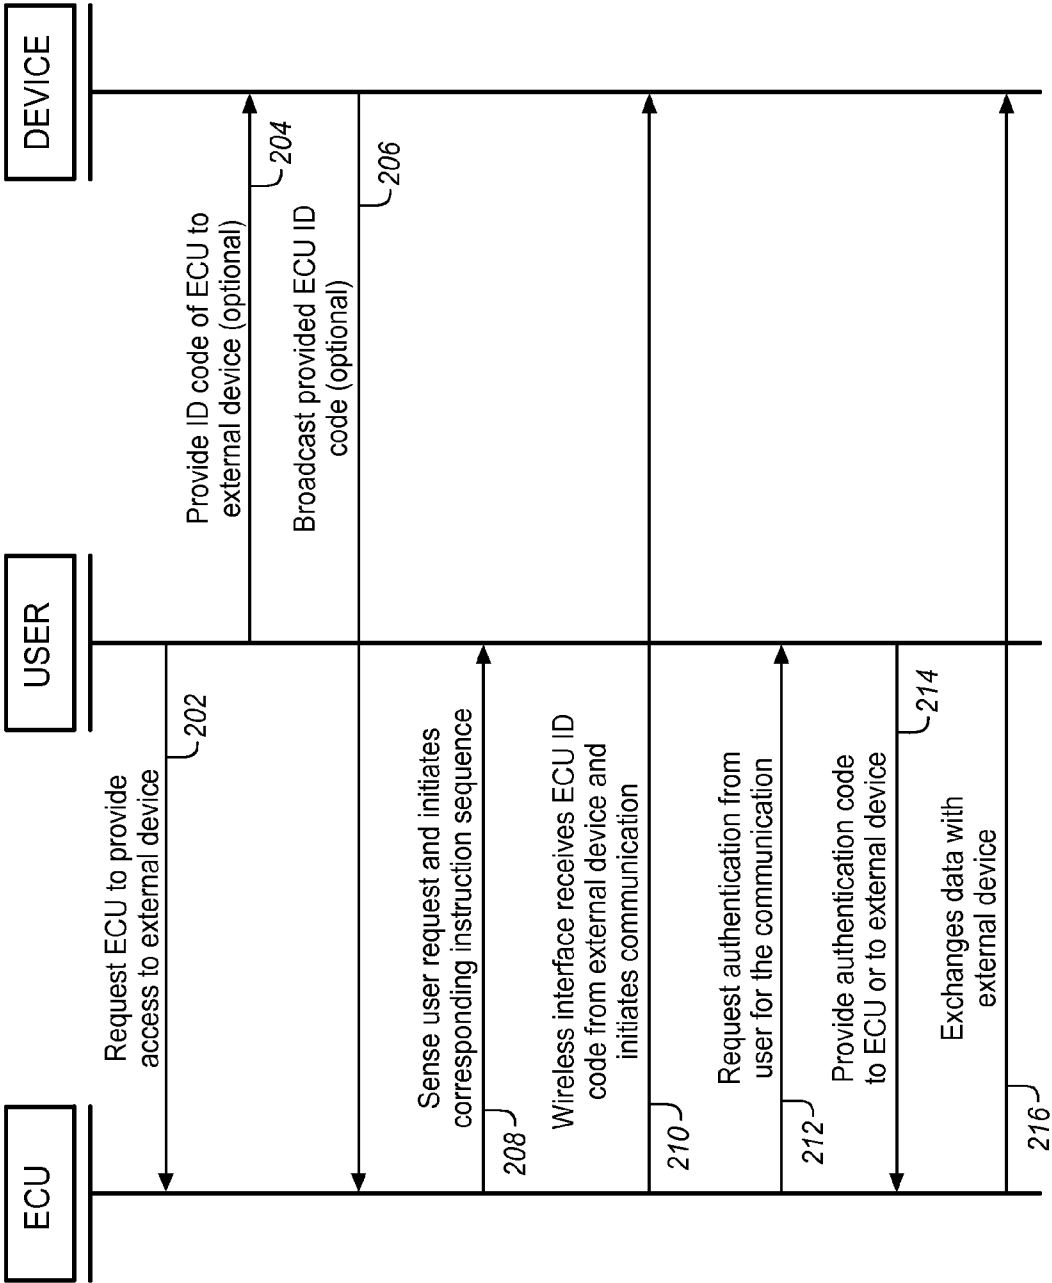 ECU
USER
DEVICE
Request ECU to provide
access to external device
202
Provide ID code of ECU to
external device (optional)
204
Broadcast provided ECU ID
code (optional)
206
Sense user request and initiates
corresponding instruction sequence
208
Wireless interface receives ECU ID
code from external device and
initiates communication
210
Request authentication from
user for the communication
212
Provide authentication code
to ECU or to external device
214
Exchanges data with
external device
216